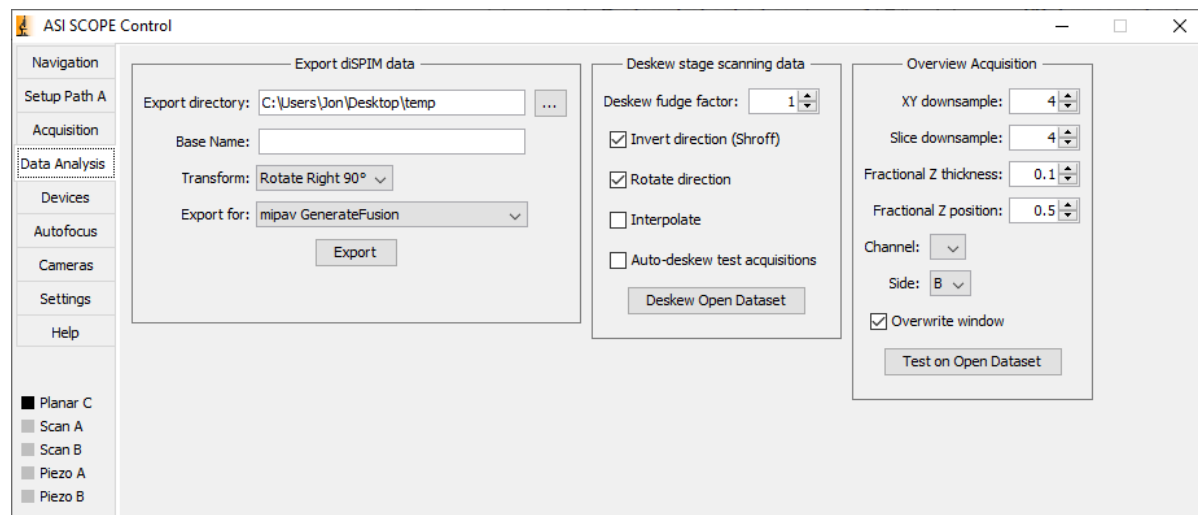 ASI SCOPE Control
Navigation
Setup Path A
Acquisition
Data Analysis
Devices
Autofocus
Cameras
Settings
Help
Planar C
Scan A
Scan B
Piezo A
Piezo B
Export diSPIM data
Export directory: C:\Users\Jon\Desktop\temp ...
Base Name:
Transform: Rotate Right 90°
Export for: mipav GenerateFusion
Export
Deskew stage scanning data
Deskew fudge factor: 1
Invert direction (Shroff)
Rotate direction
Interpolate
Auto-deskew test acquisitions
Deskew Open Dataset
Overview Acquisition
XY downsample: 4
Slice downsample: 4
Fractional Z thickness: 0.1
Fractional Z position: 0.5
Channel:
Side: B
Overwrite window
Test on Open Dataset